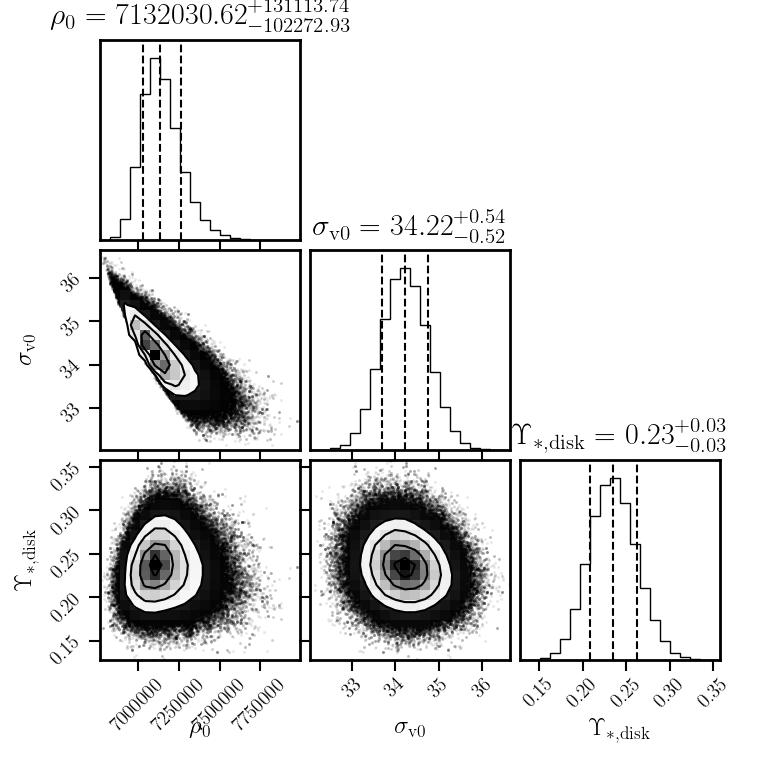 ρ₀ = 7132030.62⁺¹³¹¹¹³·⁷⁴₋₁₀₂₂₇₂.₉₃
σᵥ₀ = 34.22⁺⁰·⁵⁴₋₀.₅₂
36
35
34
33
σᵥ₀
ϒ_{*,disk} = 0.23⁺⁰·⁰³₋₀.₀₃
0.35
0.30
0.25
0.20
0.15
ϒ_{*,disk}
7000000 7250000 7500000 7750000
33 34 35 36
0.15 0.20 0.25 0.30 0.35
ρ₀ σᵥ₀ ϒ_{*,disk}